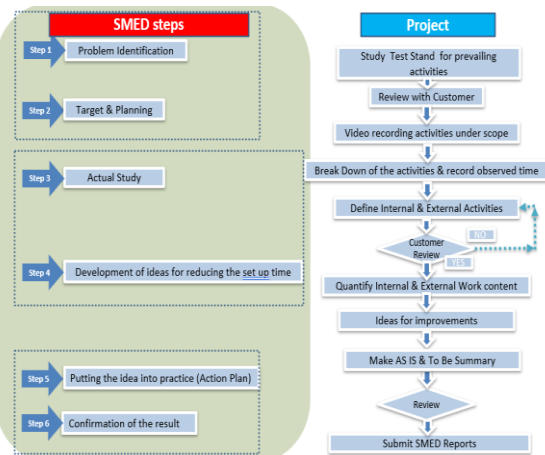 SMED steps
Step 1
Problem Identification
Step 2
Target & Planning
Step 3
Actual Study
Step 4
Development of ideas for reducing the set up time
Step 5
Putting the idea into practice (Action Plan)
Step 6
Confirmation of the result
Project
Study Test Stand for prevailing
activities
Review with Customer
Video recording activities under scope
Break Down of the activities & record observed time
Define Internal & External Activities
NO
Customer
Review
YES
Quantify Internal & External Work content
Ideas for improvements
Make AS IS & To Be Summary
Review
Submit SMED Reports